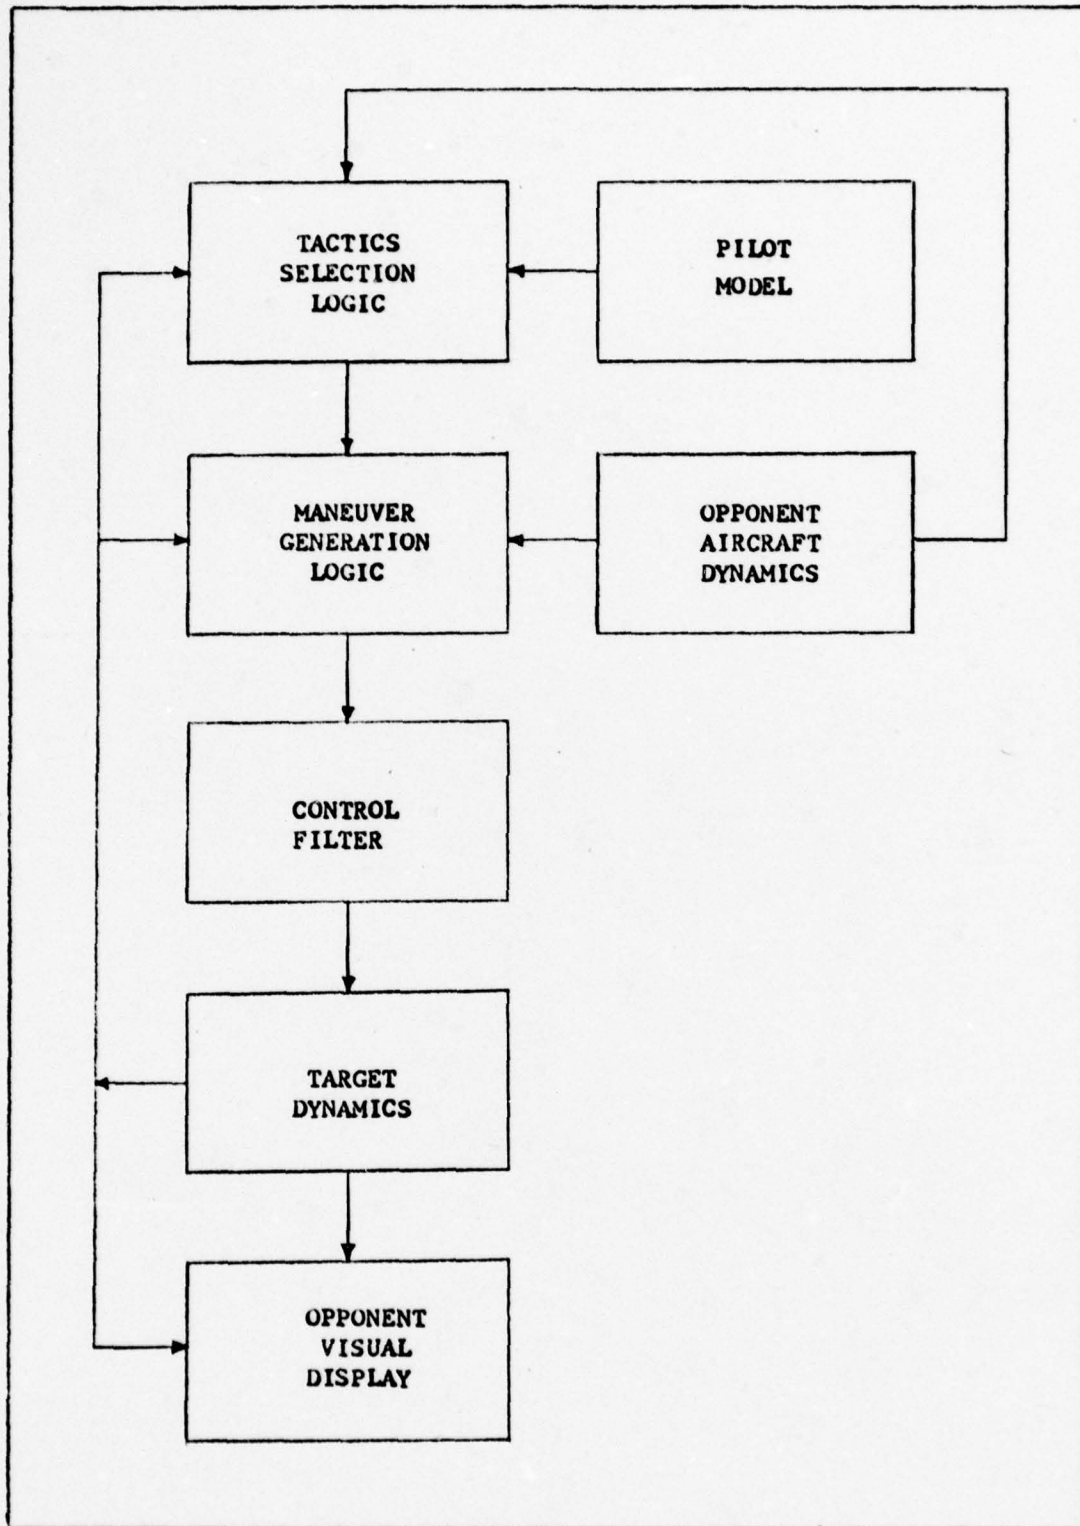 TACTICS
SELECTION
LOGIC
PILOT
MODEL
MANEUVER
GENERATION
LOGIC
OPPONENT
AIRCRAFT
DYNAMICS
CONTROL
FILTER
TARGET
DYNAMICS
OPPONENT
VISUAL
DISPLAY